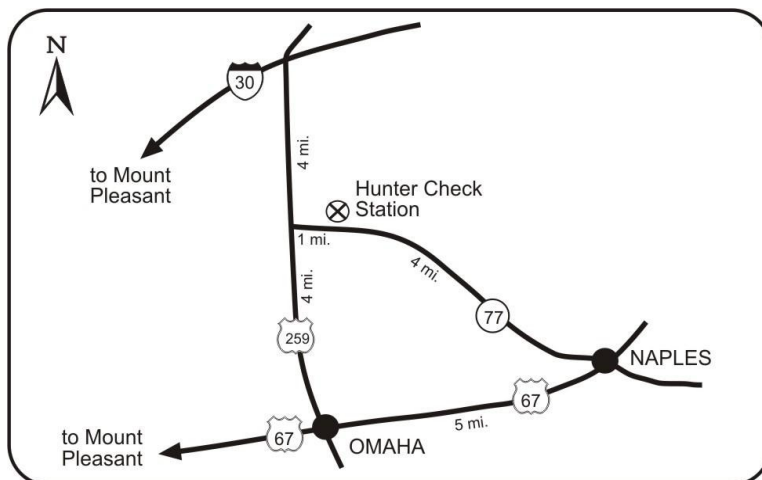 N
30
to Mount
Pleasant
4 mi.
Hunter Check
Station
1 mi.
4 mi.
4 mi.
77
259
NAPLES
67
5 mi.
67
OMAHA
to Mount
Pleasant